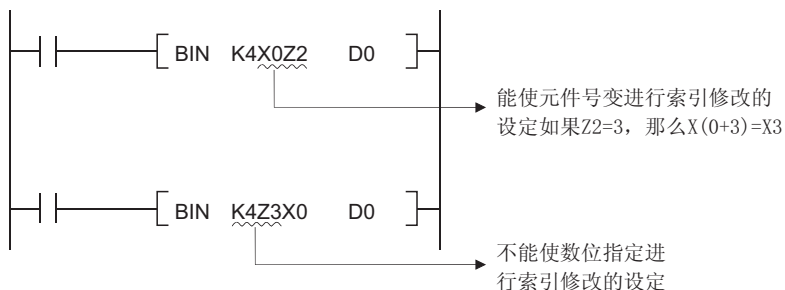 BIN K4X0Z2 D0
能使元件号变进行索引修改的
设定如果Z2=3，那么X(0+3)=X3
BIN K4Z3X0 D0
不能使数位指定进
行索引修改的设定